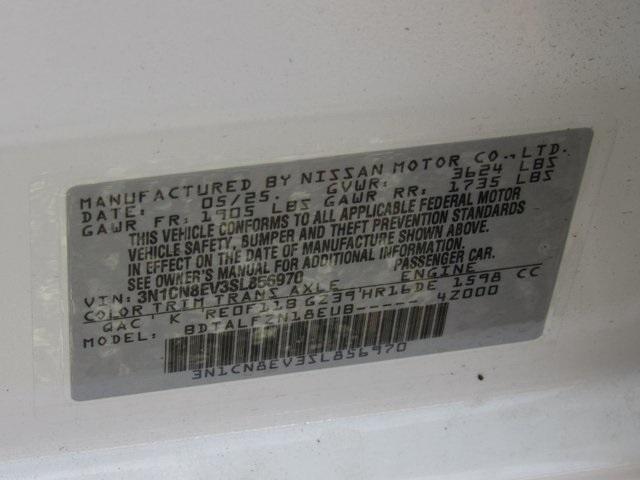 MANUFACTURED BY NISSAN MOTOR CO., LTD.
DATE: 05/25. GVWR: 3624 LBS
GAWR FR: 1905 LBS GAWR RR: 1735 LBS
THIS VEHICLE CONFORMS TO ALL APPLICABLE FEDERAL MOTOR
VEHICLE SAFETY, BUMPER AND THEFT PREVENTION STANDARDS
IN EFFECT ON THE DATE OF MANUFACTURE SHOWN ABOVE.
SEE OWNER'S MANUAL FOR LOADING. PASSENGER CAR.
VIN: 3N1CN8EV3SL856970
COLOR TRIM TRANS AXLE ENGINE
QAC K RE0F11B G239 HR16DE 1598 CC
MODEL: BDTALFZN18EUB----- 42000
3N1CN8EV3SL856970